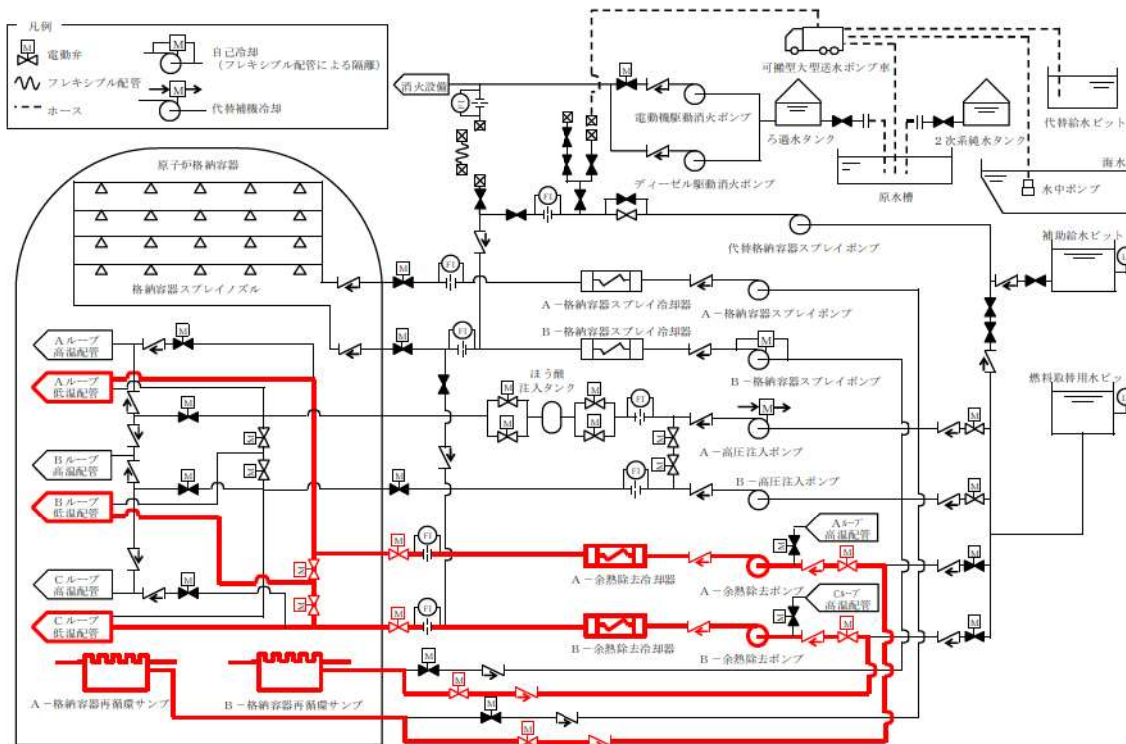 凡例
M
電動弁
フレキシブル配管
ホース
M
自己冷却
(フレキシブル配管による隔離)
M
代替補機冷却
消火設備
M
電動機駆動消火ポンプ
ディーゼル駆動消火ポンプ
可搬型大型送水ポンプ車
ろ過水タンク
2次系純水タンク
代替給水ピット
原水槽
海水
水中ポンプ
FI
代替格納容器スプレイポンプ
補助給水ピット
原子炉格納容器
格納容器スプレイノズル
M
FI
A-格納容器スプレイ冷却器
A-格納容器スプレイポンプ
B-格納容器スプレイ冷却器
M
FI
M
B-格納容器スプレイポンプ
燃料取替用水ピット
Aループ
高温配管
M
Aループ
低温配管
M
ほう酸
注入タンク
M
M
M
M
FI
M
A-高圧注入ポンプ
M
M
M
M
M
Bループ
高温配管
M
M
FI
B-高圧注入ポンプ
M
Bループ
低温配管
M
FI
A-余熱除去冷却器
A-余熱除去ポンプ
Aループ
高温配管
M
M
M
M
M
Cループ
高温配管
M
Cループ
低温配管
M
FI
B-余熱除去冷却器
B-余熱除去ポンプ
Cループ
高温配管
M
M
M
M
M
A-格納容器再循環サンプ
B-格納容器再循環サンプ
M
M